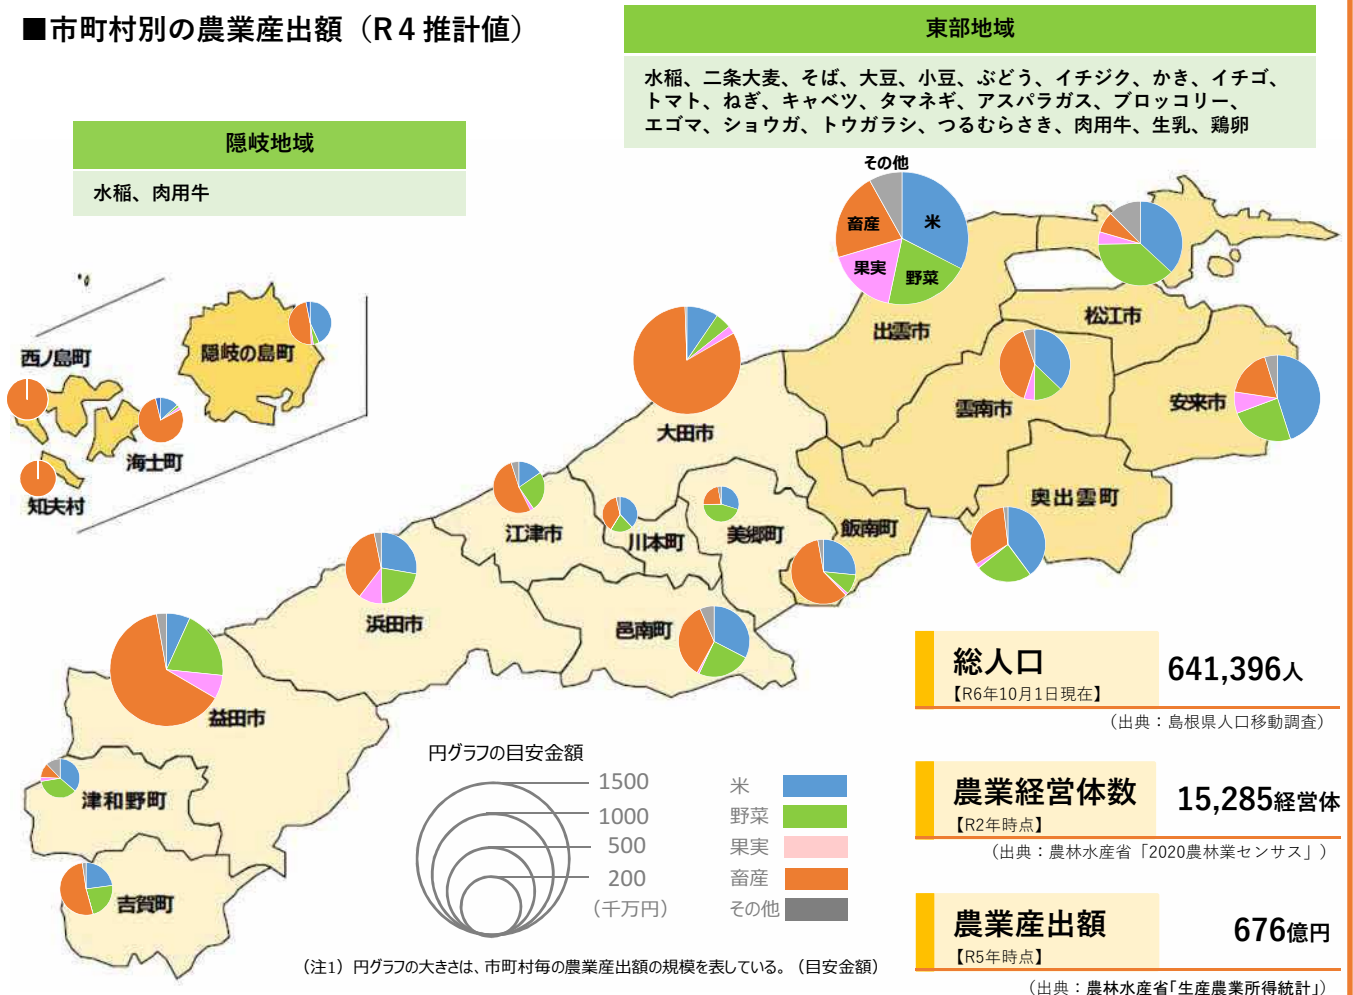 ■市町村別の農業産出額（R４推計値）
東部地域
水稲、二条大麦、そば、大豆、小豆、ぶどう、イチジク、かき、イチゴ、
トマト、ねぎ、キャベツ、タマネギ、アスパラガス、ブロッコリー、
エゴマ、ショウガ、トウガラシ、つるむらさき、肉用牛、生乳、鶏卵
隠岐地域
水稲、肉用牛
その他
畜産
米
果実
野菜
出雲市
松江市
西ノ島町
隠岐の島町
海士町
知夫村
大田市
雲南市
安来市
奥出雲町
江津市
川本町
美郷町
飯南町
浜田市
邑南町
益田市
津和野町
吉賀町
円グラフの目安金額
1500
1000
500
200
（千万円）
米
野菜
果実
畜産
その他
（注1）円グラフの大きさは、市町村毎の農業産出額の規模を表している。（目安金額）
総人口
【R6年10月1日現在】
641,396人
（出典：島根県人口移動調査）
農業経営体数
【R2年時点】
15,285経営体
（出典：農林水産省「2020農林業センサス」）
農業産出額
【R5年時点】
676億円
（出典：農林水産省「生産農業所得統計」）